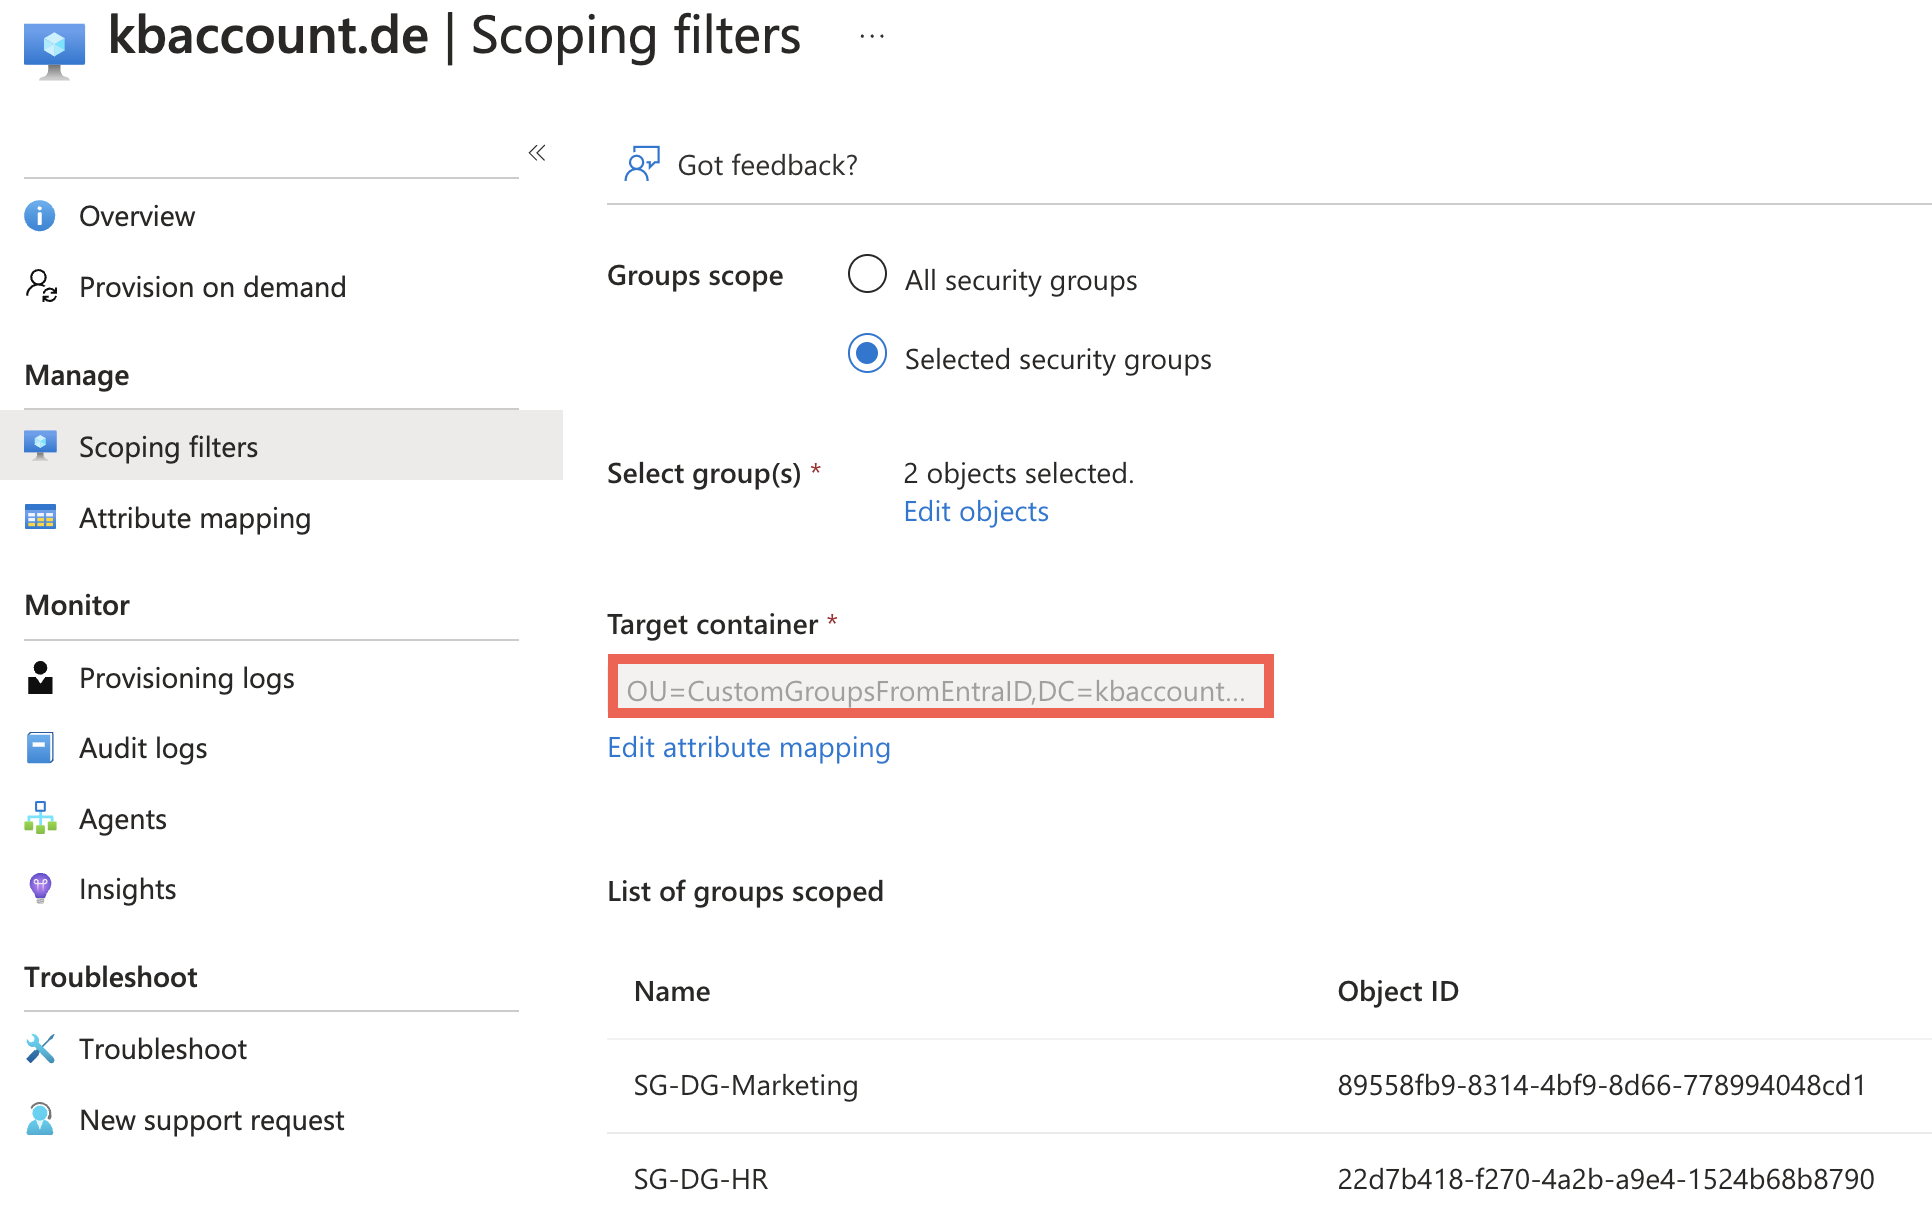 kbaccount.de | Scoping filters ...
«
Overview
Provision on demand
Manage
Scoping filters
Attribute mapping
Monitor
Provisioning logs
Audit logs
Agents
Insights
Troubleshoot
Troubleshoot
New support request
Got feedback?
Groups scope
All security groups
Selected security groups
Select group(s) * 2 objects selected.
Edit objects
Target container *
OU=CustomGroupsFromEntraID,DC=kbaccount...
Edit attribute mapping
List of groups scoped
Name Object ID
SG-DG-Marketing 89558fb9-8314-4bf9-8d66-778994048cd1
SG-DG-HR 22d7b418-f270-4a2b-a9e4-1524b68b8790